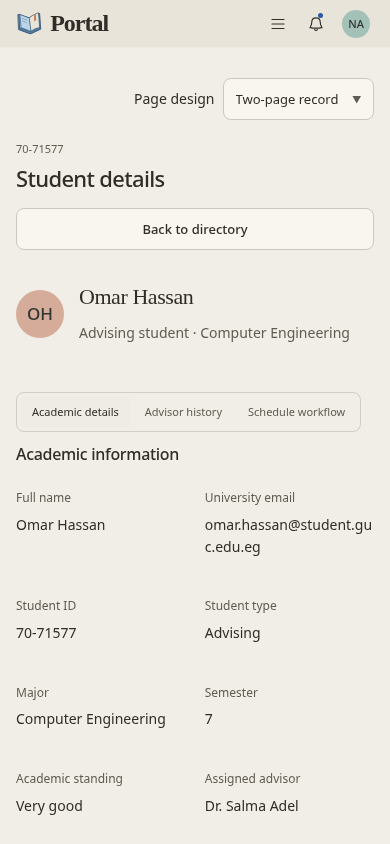 Portal
NA
Page design
Two-page record
70-71577
Student details
Back to directory
OH
Omar Hassan
Advising student · Computer Engineering
Academic details
Advisor history
Schedule workflow
Academic information
Full name
University email
Omar Hassan
omar.hassan@student.gu
c.edu.eg
Student ID
Student type
70-71577
Advising
Major
Semester
Computer Engineering
7
Academic standing
Assigned advisor
Very good
Dr. Salma Adel